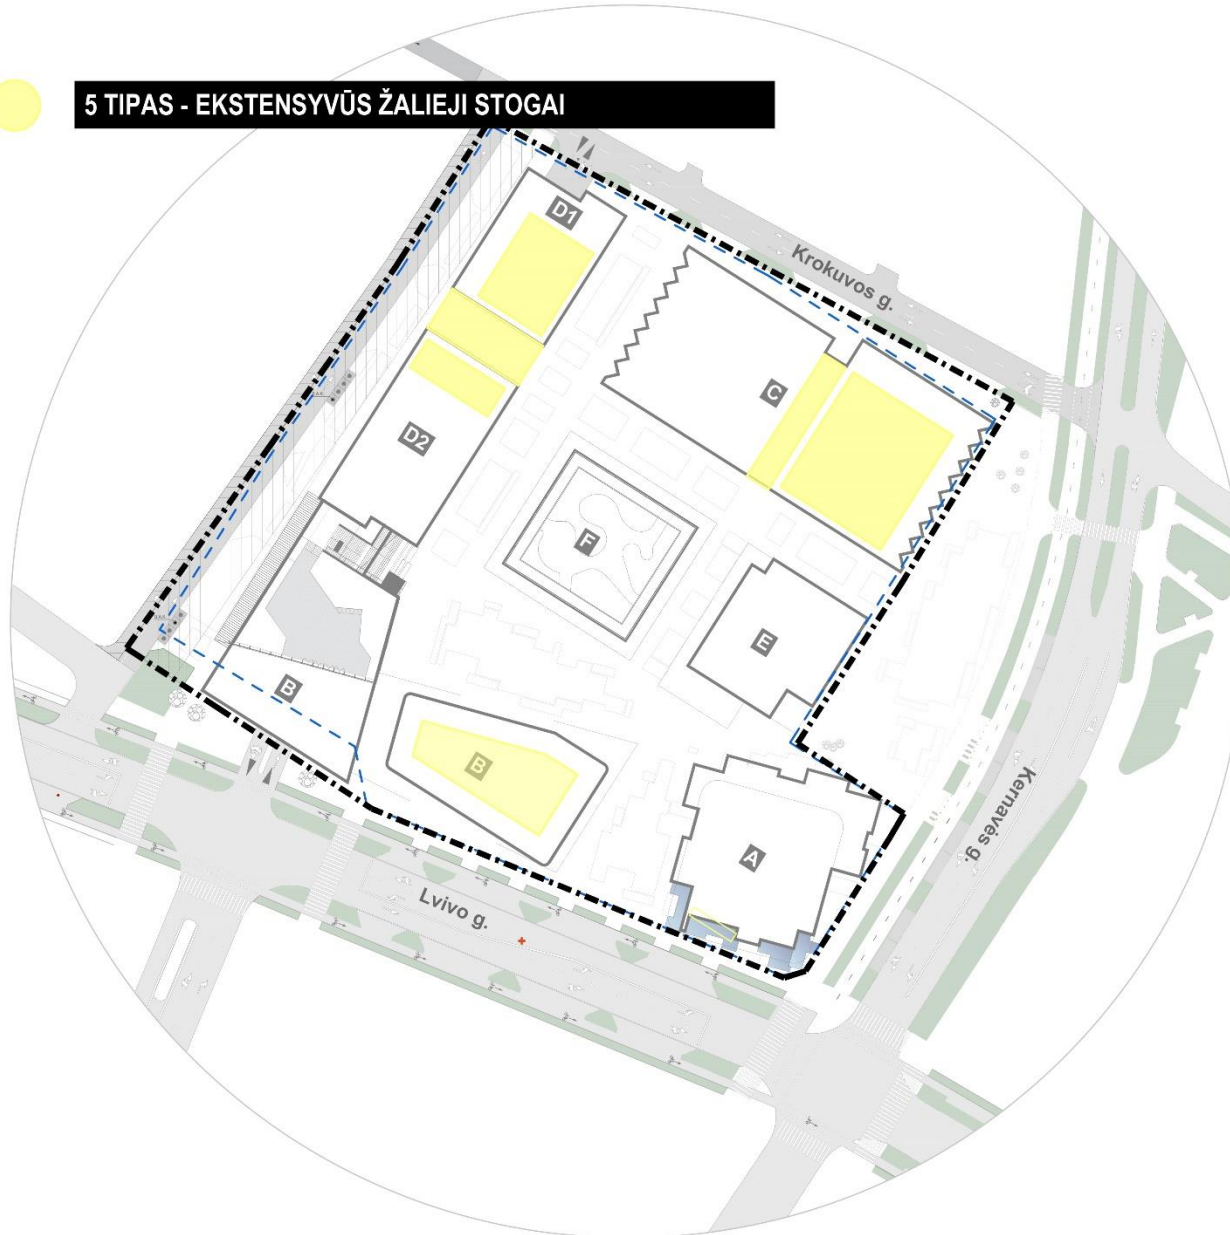 5 TIPAS - EKSTENSYVŪS ŽALIEJI STOGAI
D1
Krokuvos g.
C
D2
F
E
B
B
A
Kernavės g.
Lvivo g.